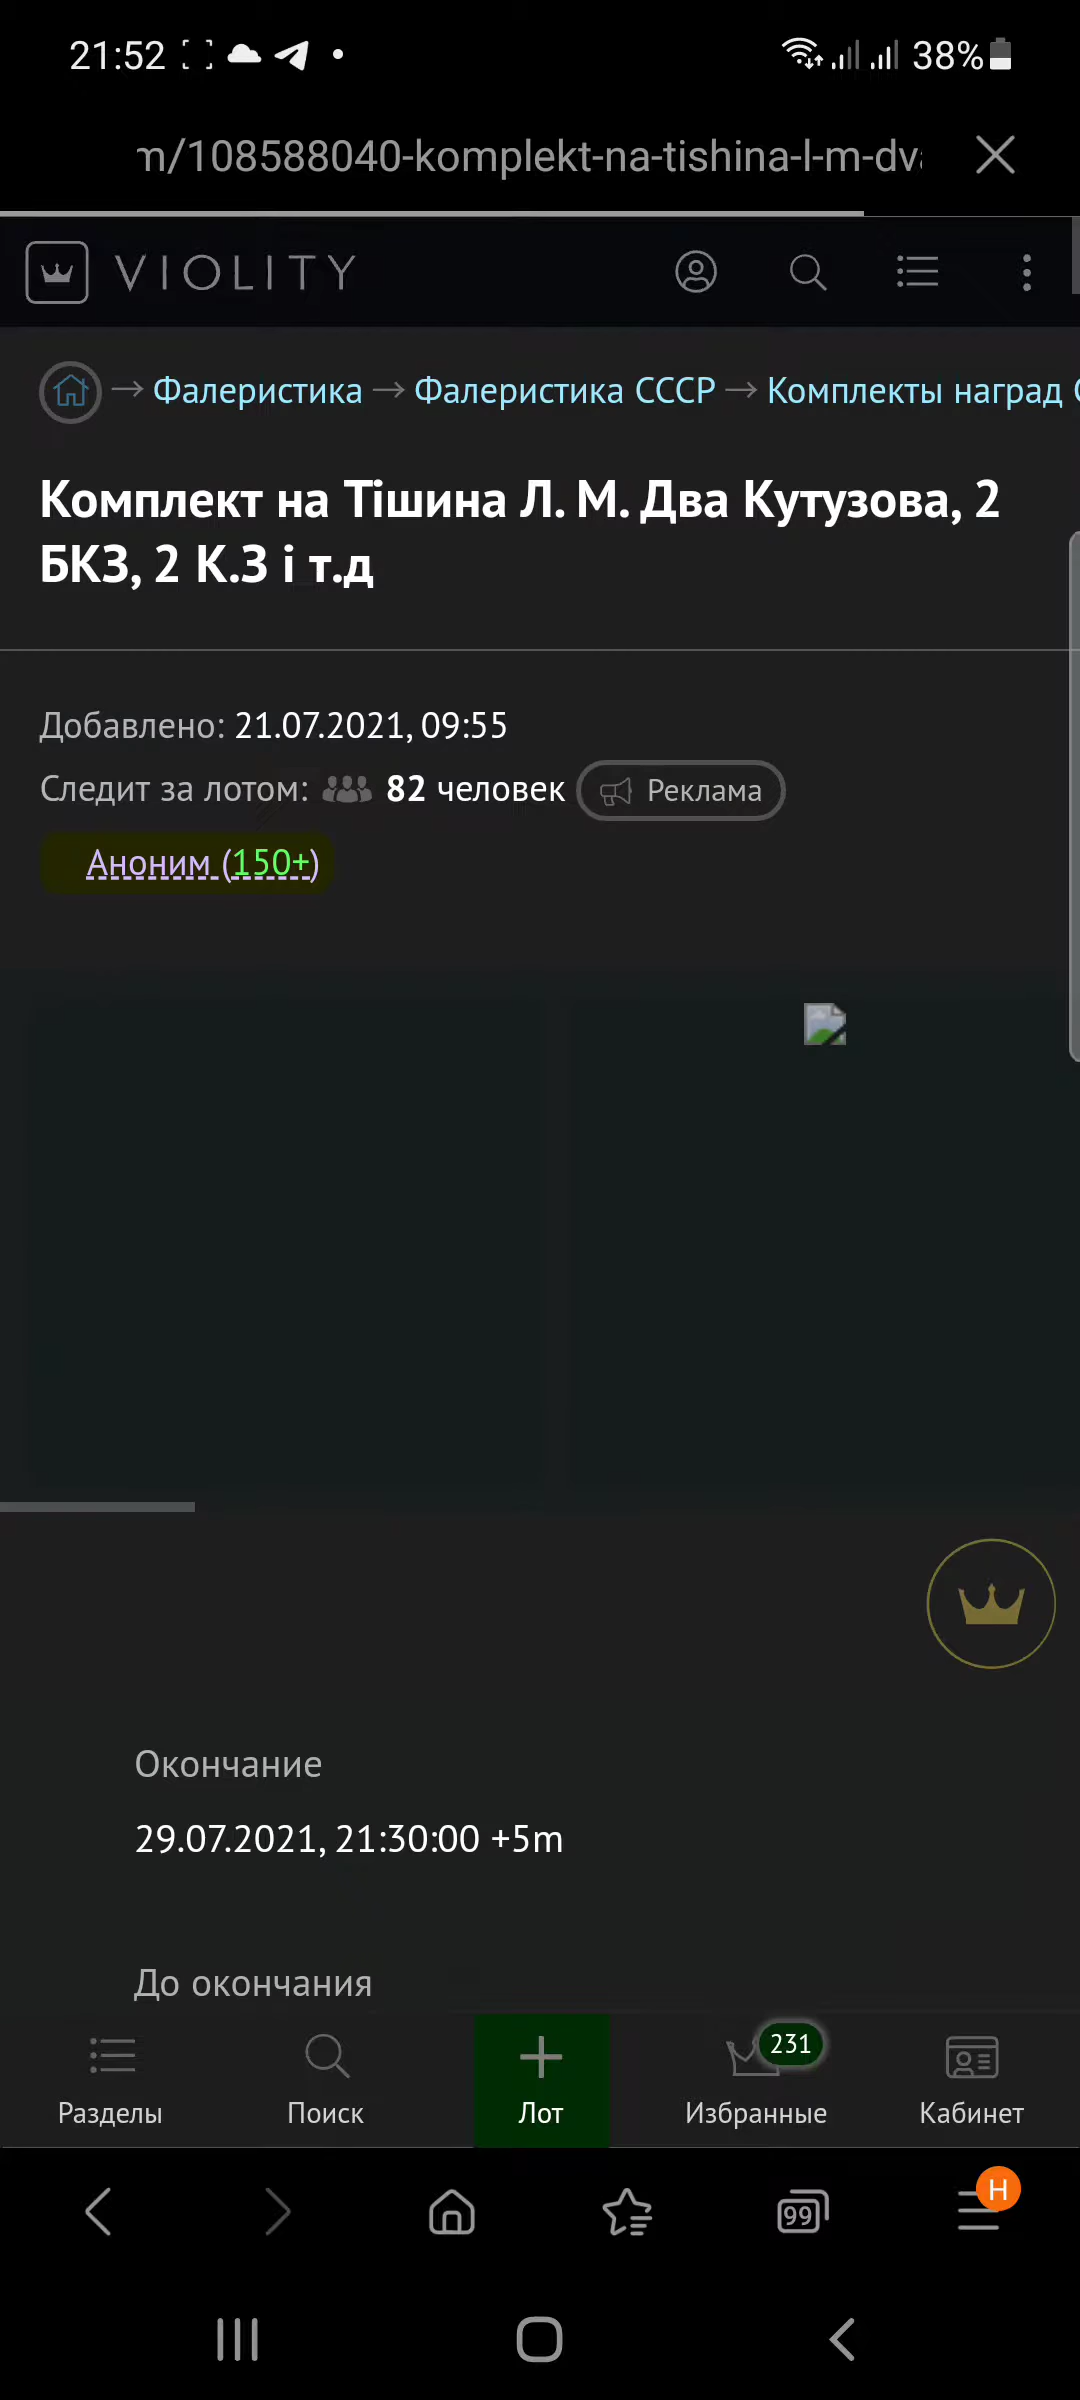 21:52 38%
m/108588040-komplekt-na-tishina-l-m-dv
VIOLITY
Фалеристика → Фалеристика СССР → Комплекты наград
Комплект на Тішина Л. М. Два Кутузова, 2
БКЗ, 2 К.З і т.д
Добавлено: 21.07.2021, 09:55
Следит за лотом: 82 человек Реклама
Аноним (150+)
Окончание
29.07.2021, 21:30:00 +5m
До окончания
231
Разделы Поиск Лот Избранные Кабинет
99 H